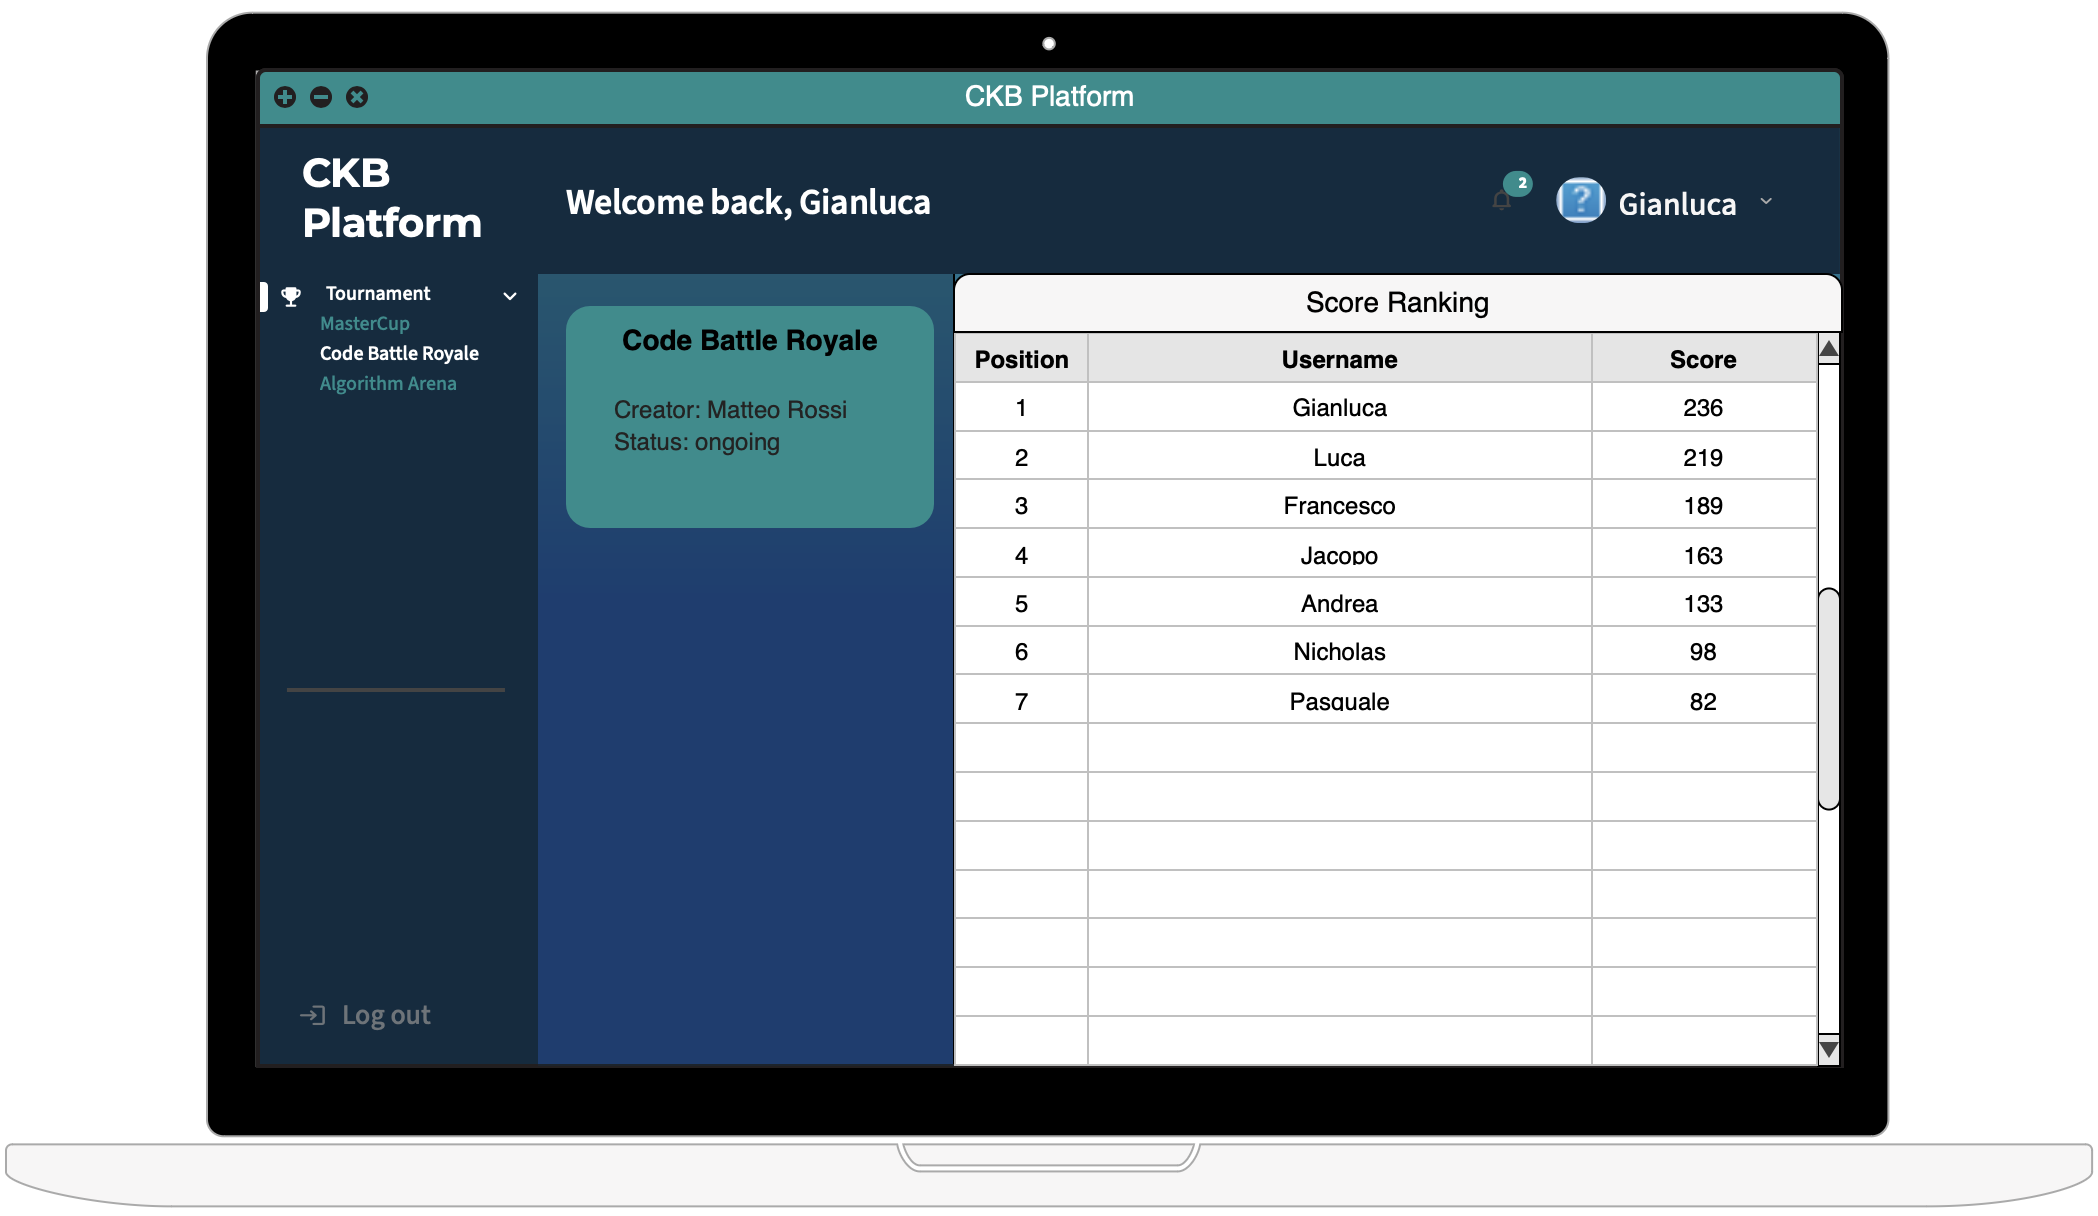 CKB Platform
CKB
Platform
Welcome back, Gianluca
2
Gianluca
Tournament
MasterCup
Code Battle Royale
Algorithm Arena
Log out
Code Battle Royale
Creator: Matteo Rossi
Status: ongoing
Score Ranking
Position Username Score
1 Gianluca 236
2 Luca 219
3 Francesco 189
4 Jacopo 163
5 Andrea 133
6 Nicholas 98
7 Pasquale 82